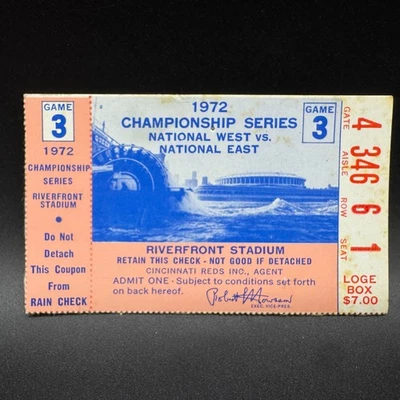 GAME
3
1972
CHAMPIONSHIP
SERIES
RIVERFRONT
STADIUM
Do Not
Detach
This Coupon
From
RAIN CHECK
1972
CHAMPIONSHIP SERIES
NATIONAL WEST vs.
NATIONAL EAST
GAME
3
RIVERFRONT STADIUM
RETAIN THIS CHECK - NOT GOOD IF DETACHED
CINCINNATI REDS INC., AGENT
ADMIT ONE - Subject to conditions set forth
on back hereof.
EXEC. VICE-PRES.
GATE 4
AISLE 346
ROW 6
SEAT 1
LOGE
BOX
$7.00